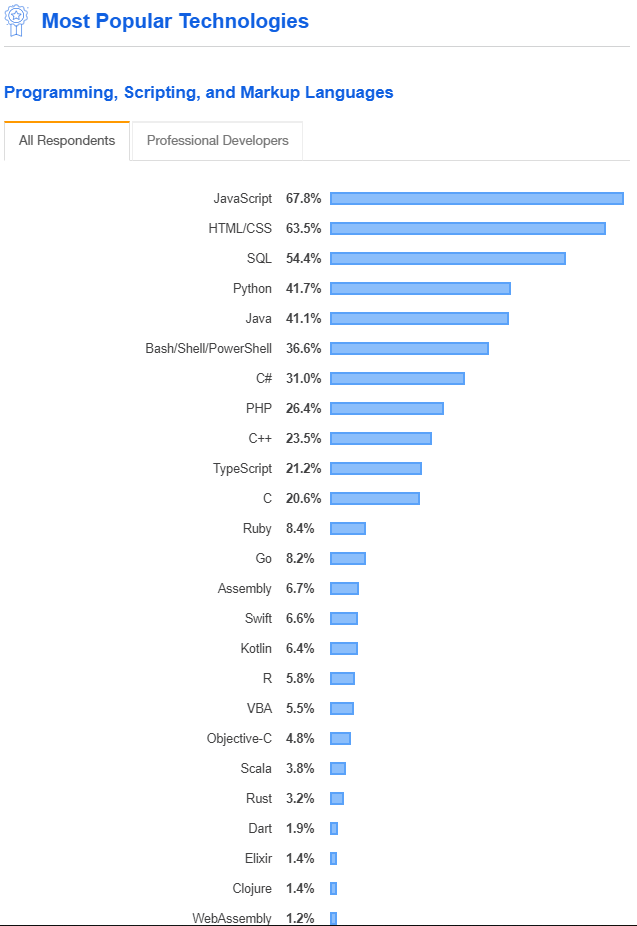 Most Popular Technologies
Programming, Scripting, and Markup Languages
All Respondents Professional Developers
JavaScript 67.8%
HTML/CSS 63.5%
SQL 54.4%
Python 41.7%
Java 41.1%
Bash/Shell/PowerShell 36.6%
C# 31.0%
PHP 26.4%
C++ 23.5%
TypeScript 21.2%
C 20.6%
Ruby 8.4%
Go 8.2%
Assembly 6.7%
Swift 6.6%
Kotlin 6.4%
R 5.8%
VBA 5.5%
Objective-C 4.8%
Scala 3.8%
Rust 3.2%
Dart 1.9%
Elixir 1.4%
Clojure 1.4%
WebAssembly 1.2%